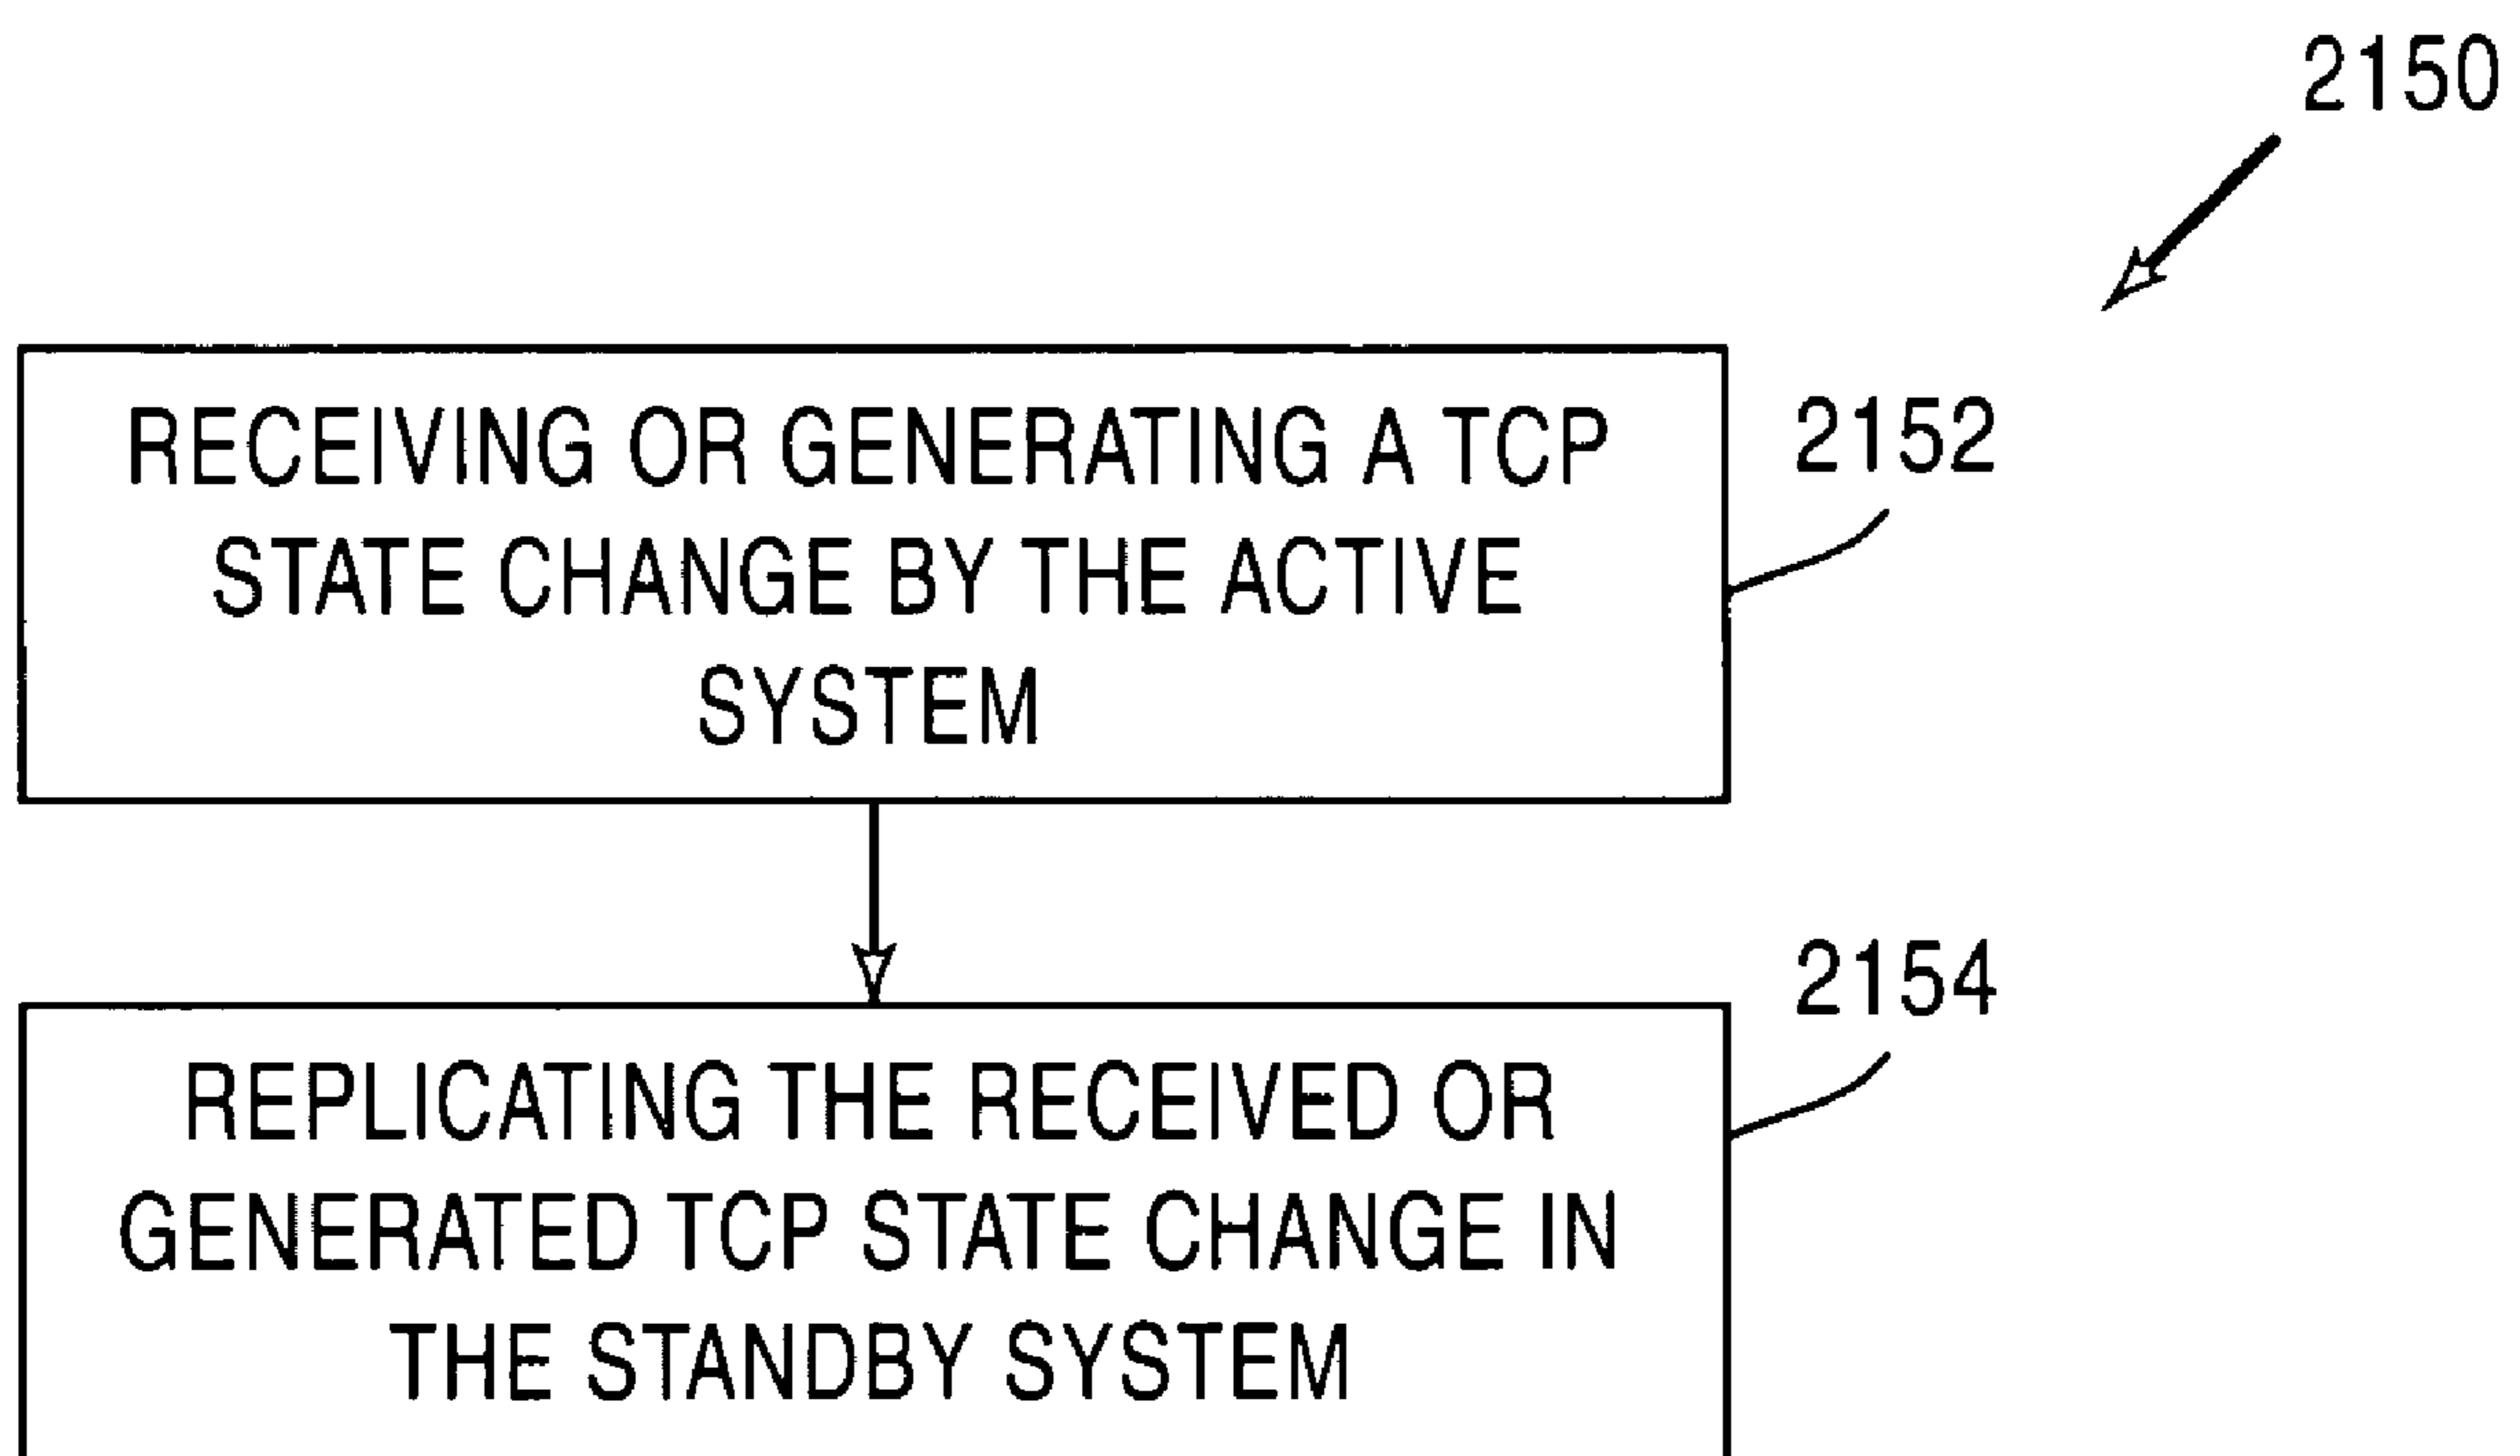 2150
RECEIVING OR GENERATING A TCP
STATE CHANGE BY THE ACTIVE
SYSTEM
2152
REPLICATING THE RECEIVED OR
GENERATED TCP STATE CHANGE IN
THE STANDBY SYSTEM
2154